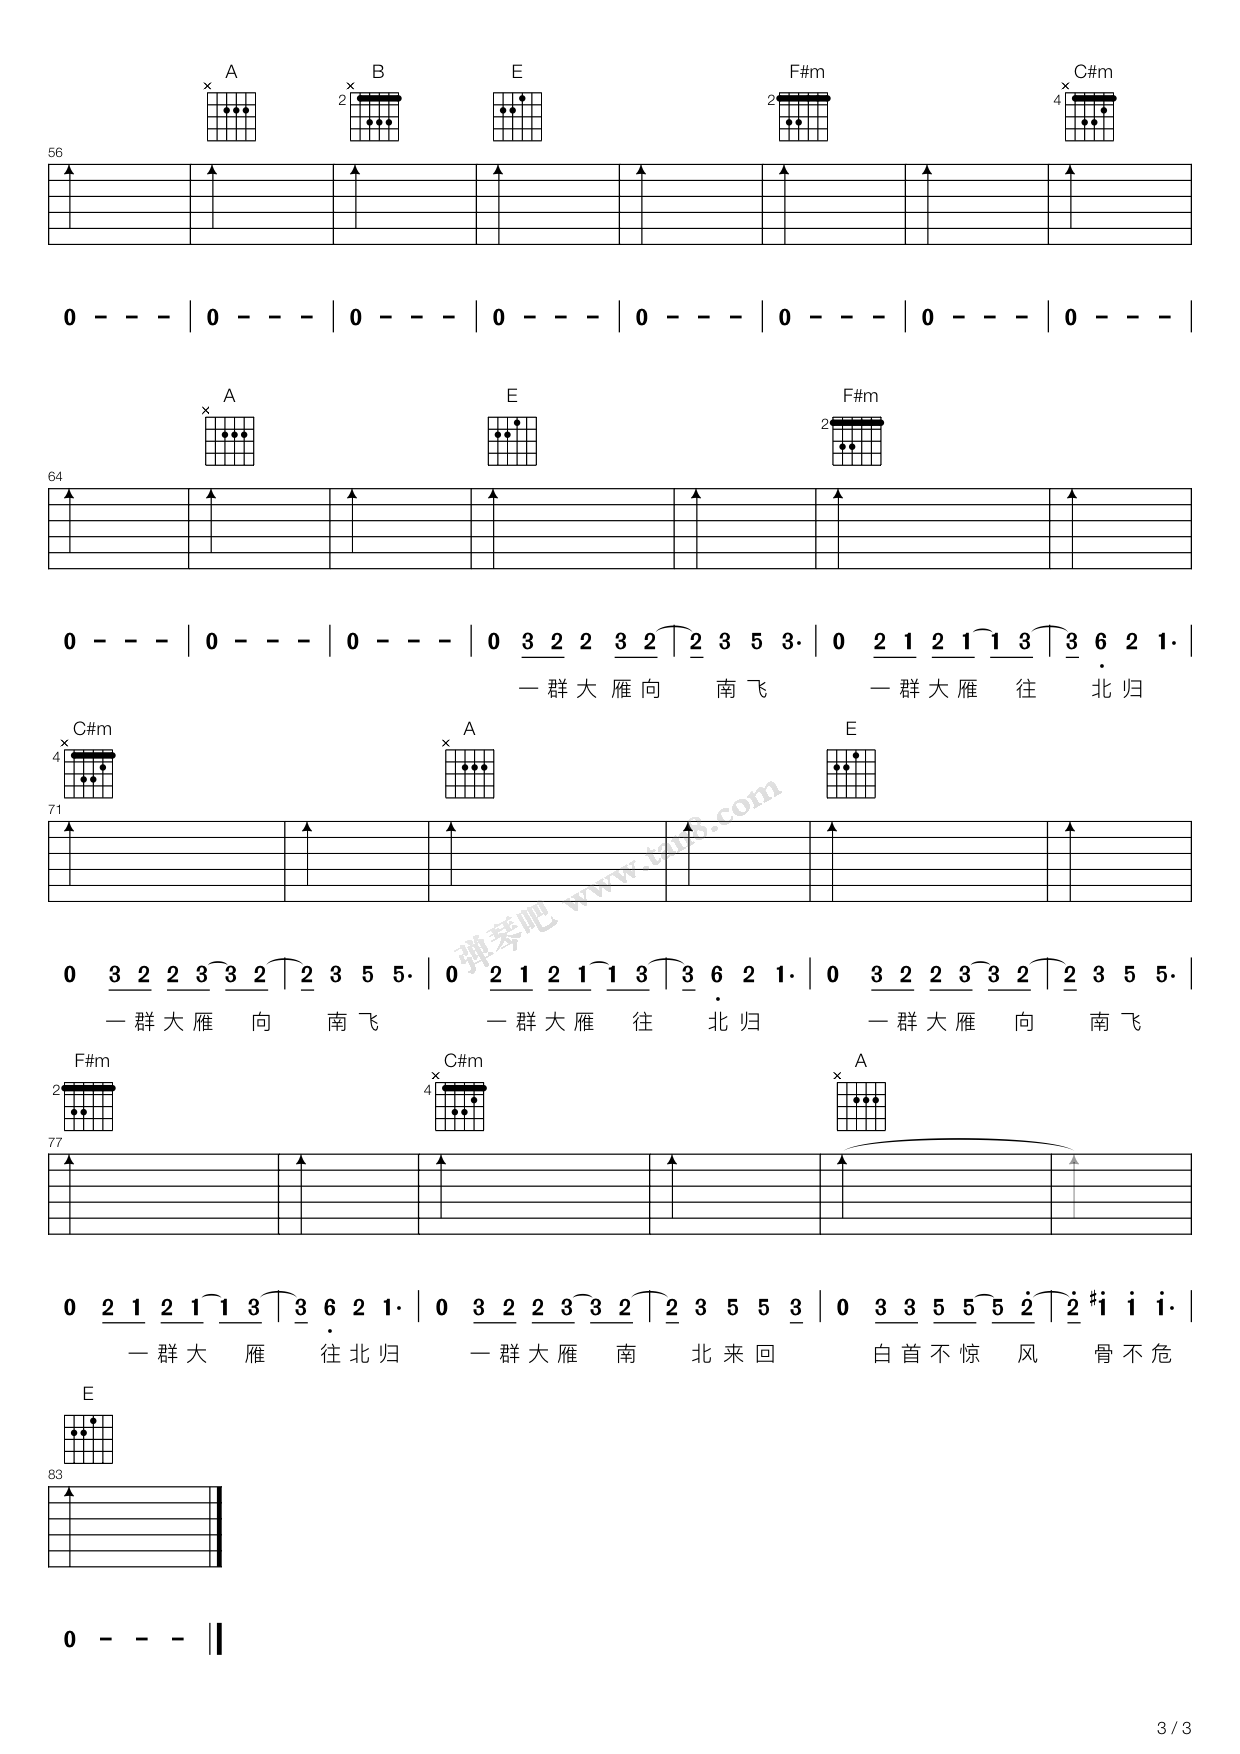 A B E F#m C#m
× 2 × 2 4 ×
56
0 - - - | 0 - - - | 0 - - - | 0 - - - | 0 - - - | 0 - - - | 0 - - - | 0 - - - |
A E F#m
× 2
64
0 - - - | 0 - - - | 0 - - - | 0 3 2 2 3 2 | 2 3 5 3· | 0 2 1 2 1 1 3 | 3 6 2 1· |
一群大雁向 南飞 一群大雁 往 北归
C#m A E
4 × ×
71
0 3 2 2 3 3 2 | 2 3 5 5· | 0 2 1 2 1 1 3 | 3 6 2 1· | 0 3 2 2 3 3 2 | 2 3 5 5· |
一群大雁 向 南飞 一群大雁 往 北归 一群大雁 向 南飞
F#m C#m A
2 4 × ×
77
0 2 1 2 1 1 3 | 3 6 2 1· | 0 3 2 2 3 3 2 | 2 3 5 5 3 | 0 3 3 5 5 5 2 | 2 #1 1 1· |
一群大 雁 往北归 一群大雁 南 北来回 白首不惊 风 骨不危
E
83
0 - - -
弹琴吧 www.tan8.com
3 / 3